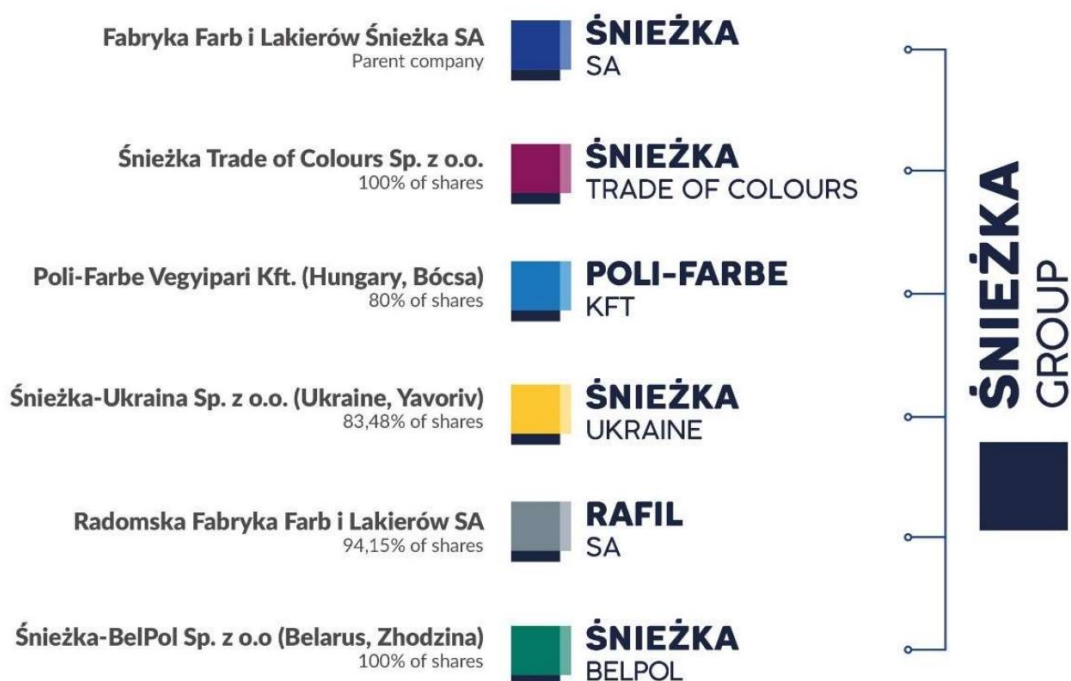 Fabryka Farb i Lakierów Śnieżka SA
Parent company
ŚNIEŻKA
SA
Śnieżka Trade of Colours Sp. z o.o.
100% of shares
ŚNIEŻKA
TRADE OF COLOURS
Poli-Farbe Vegyipari Kft. (Hungary, Bócsa)
80% of shares
POLI-FARBE
KFT
Śnieżka-Ukraina Sp. z o.o. (Ukraine, Yavoriv)
83,48% of shares
ŚNIEŻKA
UKRAINE
Radomska Fabryka Farb i Lakierów SA
94,15% of shares
RAFIL
SA
Śnieżka-BelPol Sp. z o.o (Belarus, Zhodzina)
100% of shares
ŚNIEŻKA
BELPOL
ŚNIEŻKA
GROUP